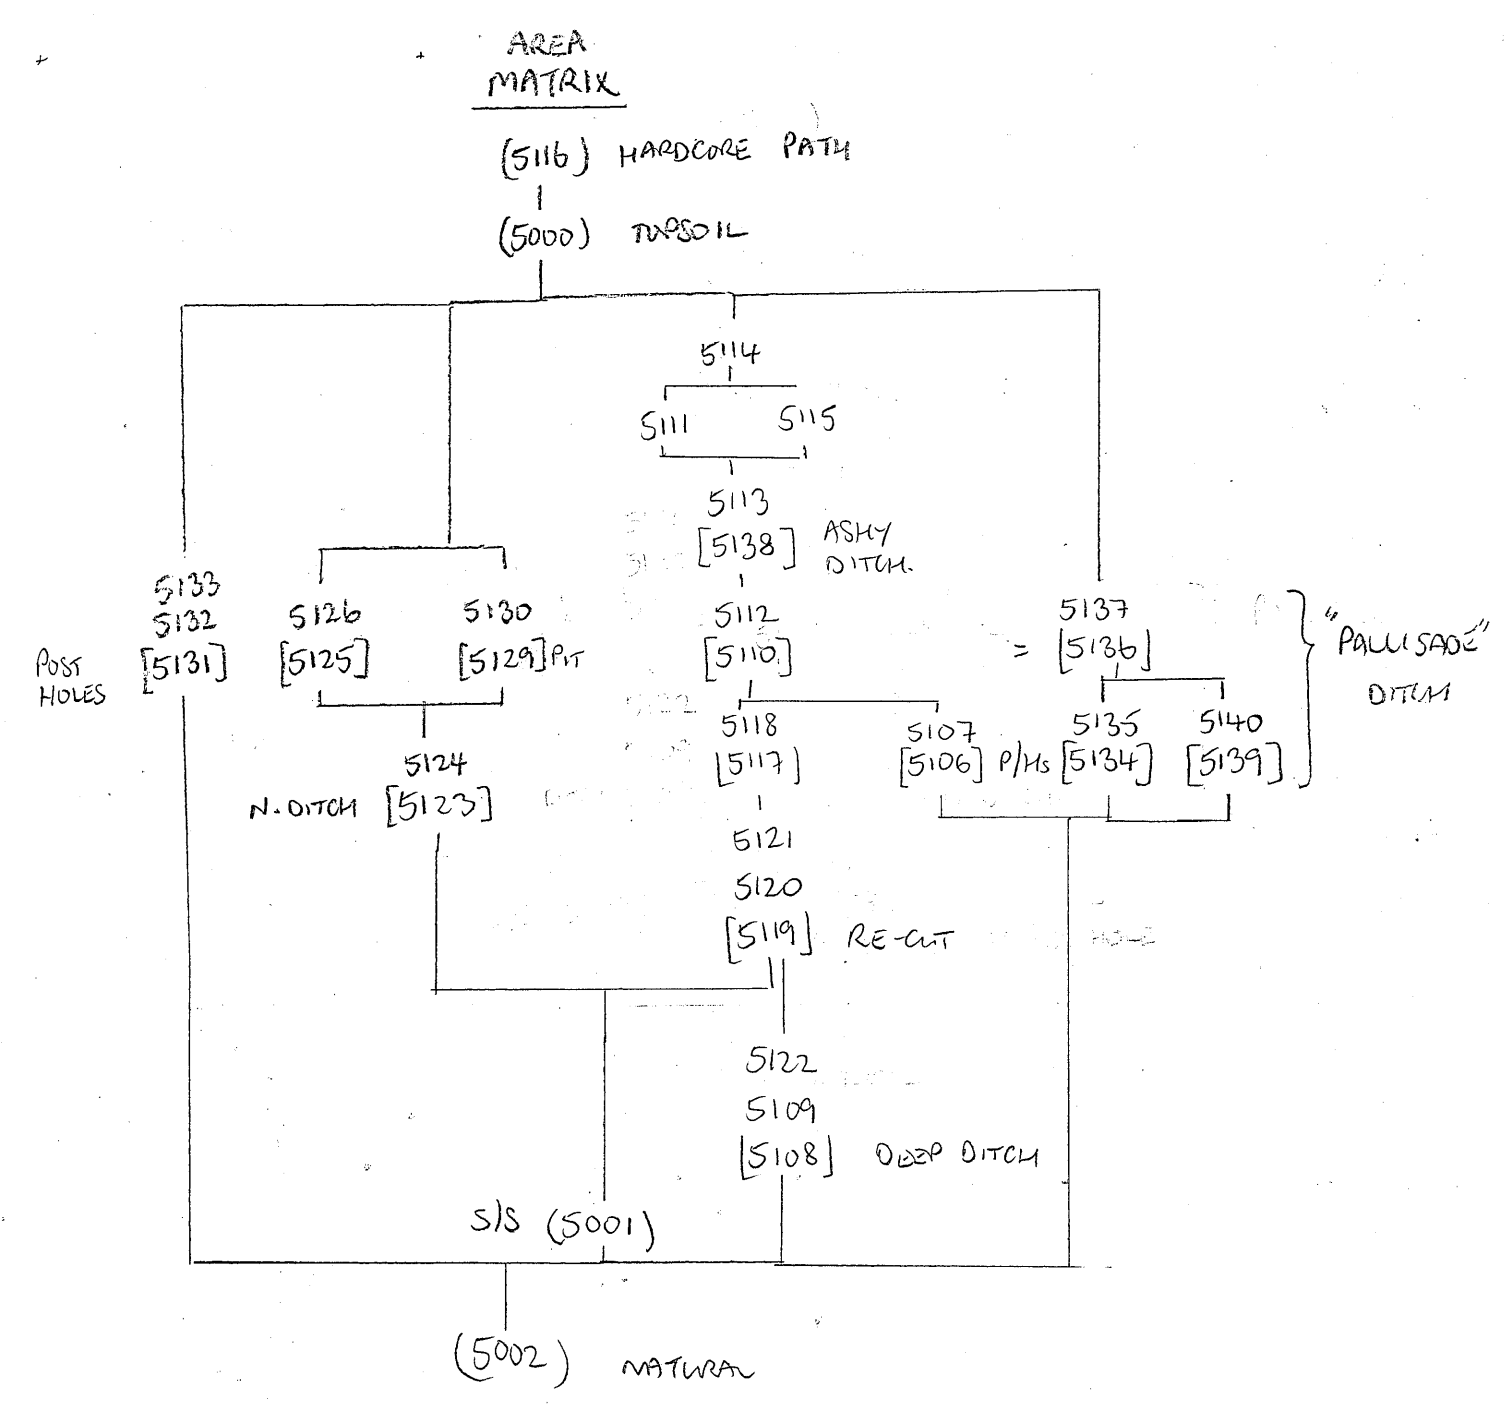 AREA
MATRIX
(5116) HARDCORE PATH
(5000) TOPSOIL
5114
5111 5115
5113
[5138] ASHY
DITCH.
5133
5132
[5131]
POST
HOLES
5126 5130
[5125] [5129] PIT
5112
[5110] =
5137
[5136]
"PALLISADE"
DITCH
5118 5107 5135 5140
[5117] [5106] P/Hs [5134] [5139]
5124
N. DITCH [5123]
5121
5120
[5119] RE-CUT
5122
5109
[5108] DEEP DITCH
S/S (5001)
(5002) NATURAL